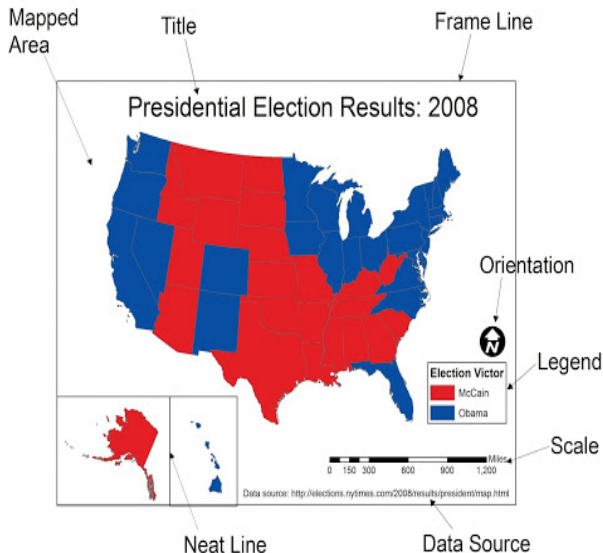 Mapped
Area
Title
Frame Line
Presidential Election Results: 2008
Orientation
N
Election Victor
McCain
Obama
Legend
Scale
Miles
0 150 300 600 900 1,200
Data source: http://elections.nytimes.com/2008/results/president/map.html
Neat Line
Data Source